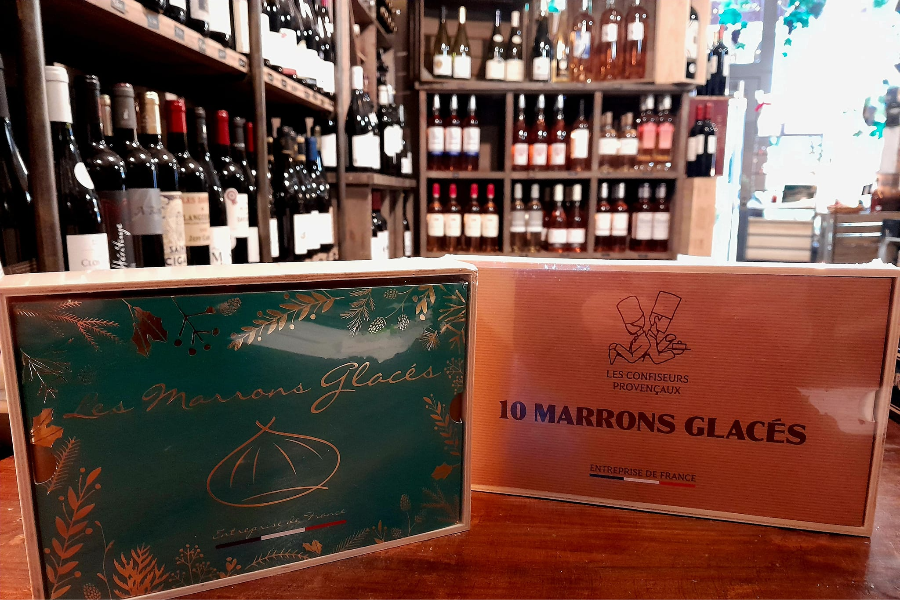 Les Marrons Glacés
Entreprise de France
LES CONFISEURS
PROVENÇAUX
10 MARRONS GLACÉS
ENTREPRISE DE FRANCE